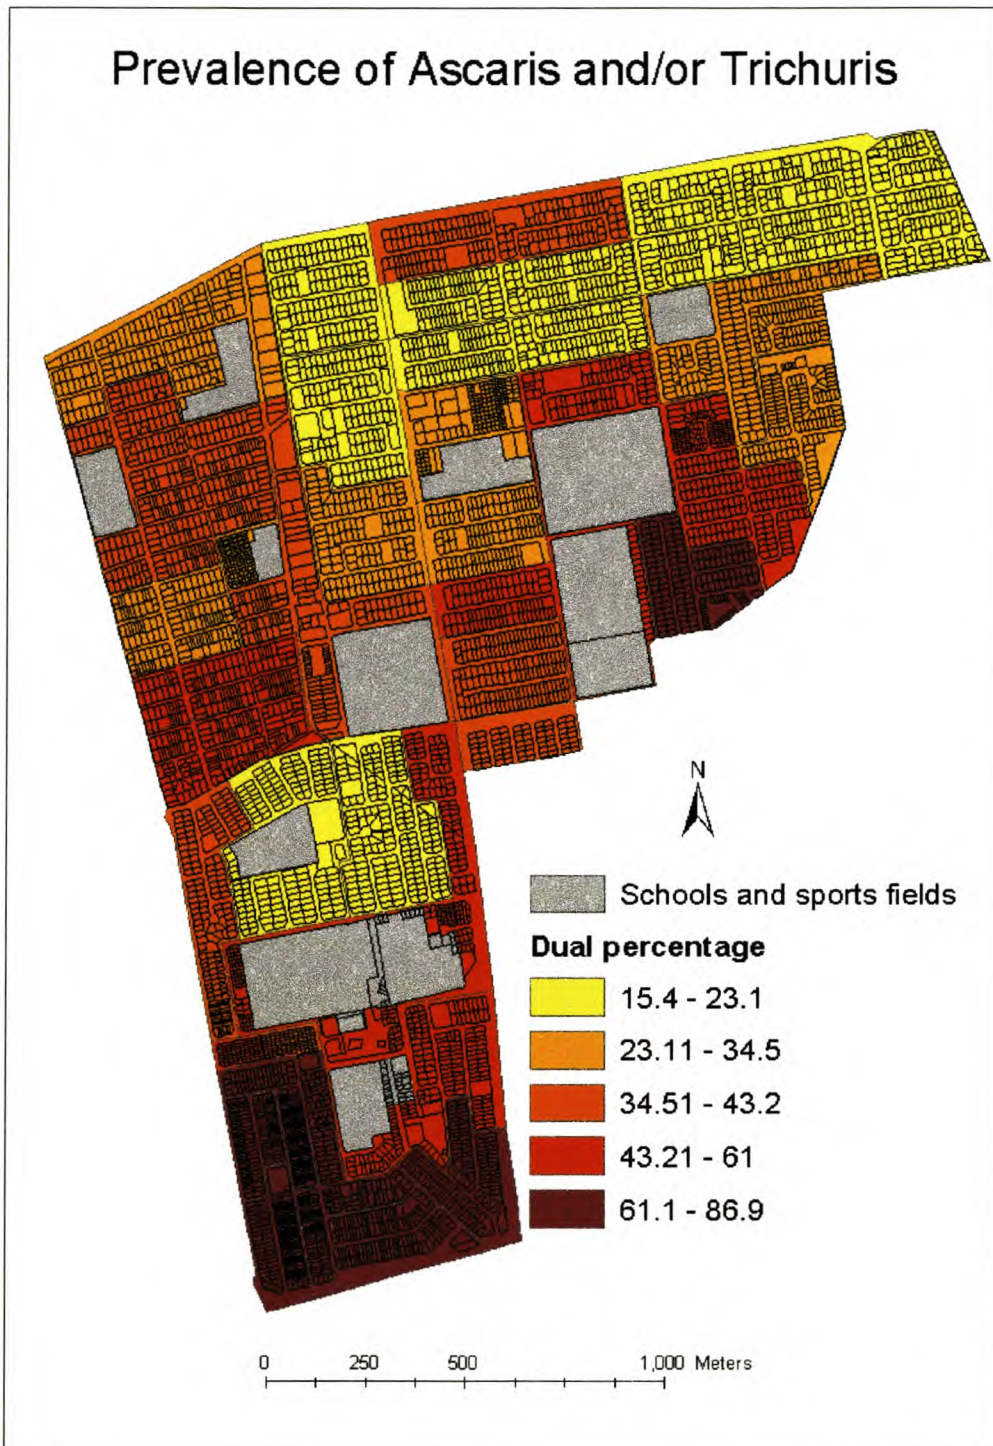 Prevalence of Ascaris and/or Trichuris
N
Schools and sports fields
Dual percentage
15.4 - 23.1
23.11 - 34.5
34.51 - 43.2
43.21 - 61
61.1 - 86.9
0 250 500 1,000 Meters